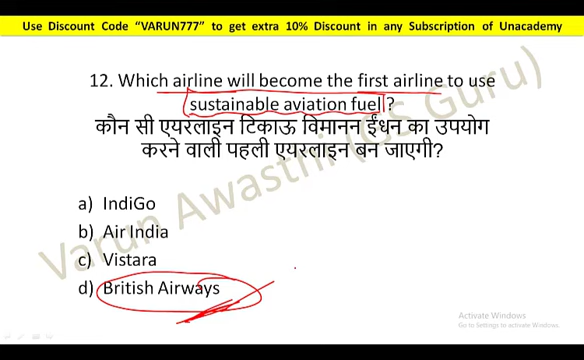 Use Discount Code “VARUN777” to get extra 10% Discount in any Subscription of Unacademy
12. Which airline will become the first airline to use
sustainable aviation fuel ?
कौन सी एयरलाइन टिकाऊ विमानन ईंधन का उपयोग
करने वाली पहली एयरलाइन बन जाएगी?
a) IndiGo
b) Air India
c) Vistara
d) British Airways
Varun Awasthi (GS Guru)
Activate Windows
Go to Settings to activate Windows.